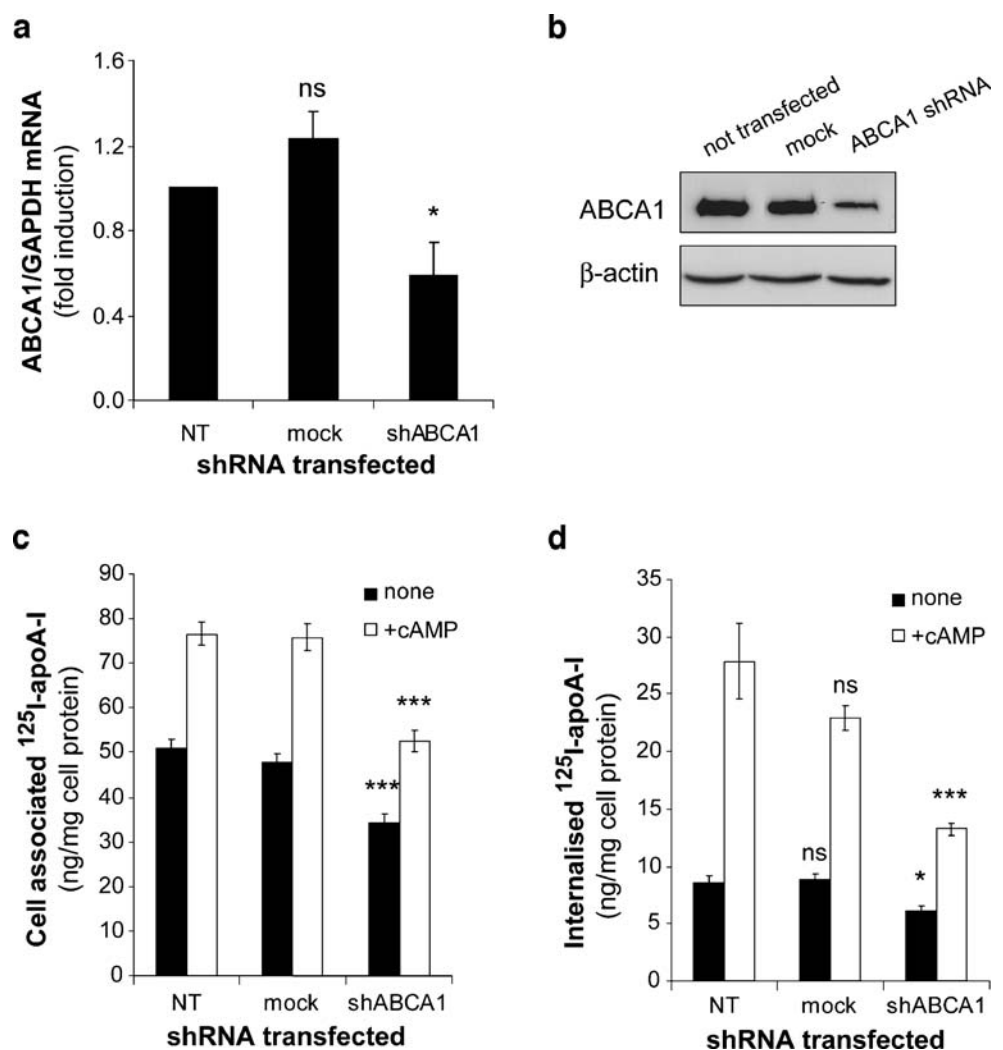 a
ABCA1/GAPDH mRNA
(fold induction)
1.6
1.2
0.8
0.4
0.0
ns
*
NT mock shABCA1
shRNA transfected
b
not transfected
mock
ABCA1 shRNA
ABCA1
β-actin
c
Cell associated ¹²⁵I-apoA-I
(ng/mg cell protein)
90
80
70
60
50
40
30
20
10
0
none
+cAMP
***
***
NT mock shABCA1
shRNA transfected
d
Internalised ¹²⁵I-apoA-I
(ng/mg cell protein)
35
30
25
20
15
10
5
0
none
+cAMP
ns
ns
***
*
NT mock shABCA1
shRNA transfected